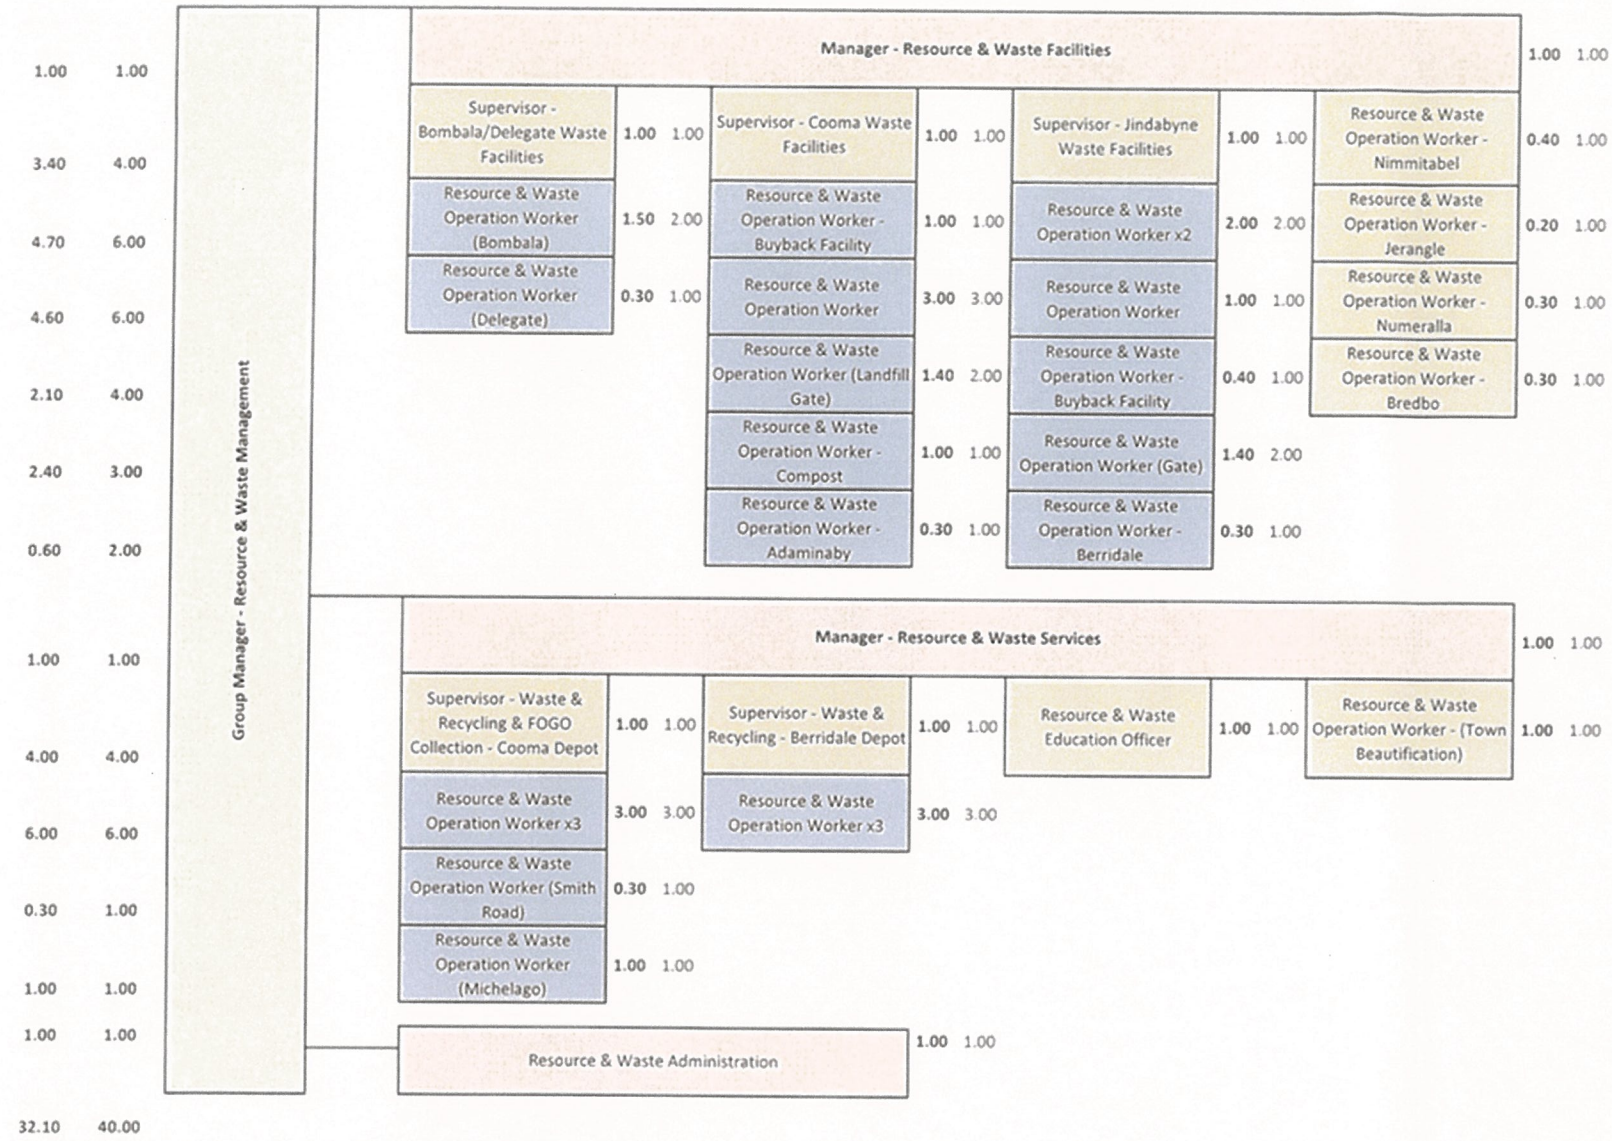 Group Manager - Resource & Waste Management
Manager - Resource & Waste Facilities
1.00 1.00
1.00 1.00
Supervisor -
Bombala/Delegate Waste
Facilities
1.00 1.00
Supervisor - Cooma Waste
Facilities
1.00 1.00
Supervisor - Jindabyne
Waste Facilities
1.00 1.00
Resource & Waste
Operation Worker -
Nimmitabel
0.40 1.00
3.40 4.00
Resource & Waste
Operation Worker
(Bombala)
1.50 2.00
Resource & Waste
Operation Worker -
Buyback Facility
1.00 1.00
Resource & Waste
Operation Worker x2
2.00 2.00
Resource & Waste
Operation Worker -
Jerangle
0.20 1.00
4.70 6.00
Resource & Waste
Operation Worker
(Delegate)
0.30 1.00
Resource & Waste
Operation Worker
3.00 3.00
Resource & Waste
Operation Worker
1.00 1.00
Resource & Waste
Operation Worker -
Numeralla
0.30 1.00
4.60 6.00
Resource & Waste
Operation Worker (Landfill
Gate)
1.40 2.00
Resource & Waste
Operation Worker -
Buyback Facility
0.40 1.00
Resource & Waste
Operation Worker -
Bredbo
0.30 1.00
2.10 4.00
Resource & Waste
Operation Worker -
Compost
1.00 1.00
Resource & Waste
Operation Worker (Gate)
1.40 2.00
2.40 3.00
Resource & Waste
Operation Worker -
Adaminaby
0.30 1.00
Resource & Waste
Operation Worker -
Berridale
0.30 1.00
0.60 2.00
Manager - Resource & Waste Services
1.00 1.00
1.00 1.00
Supervisor - Waste &
Recycling & FOGO
Collection - Cooma Depot
1.00 1.00
Supervisor - Waste &
Recycling - Berridale Depot
1.00 1.00
Resource & Waste
Education Officer
1.00 1.00
Resource & Waste
Operation Worker - (Town
Beautification)
1.00 1.00
4.00 4.00
Resource & Waste
Operation Worker x3
3.00 3.00
Resource & Waste
Operation Worker x3
3.00 3.00
6.00 6.00
Resource & Waste
Operation Worker (Smith
Road)
0.30 1.00
0.30 1.00
Resource & Waste
Operation Worker
(Michelago)
1.00 1.00
1.00 1.00
1.00 1.00
Resource & Waste Administration
1.00 1.00
32.10 40.00